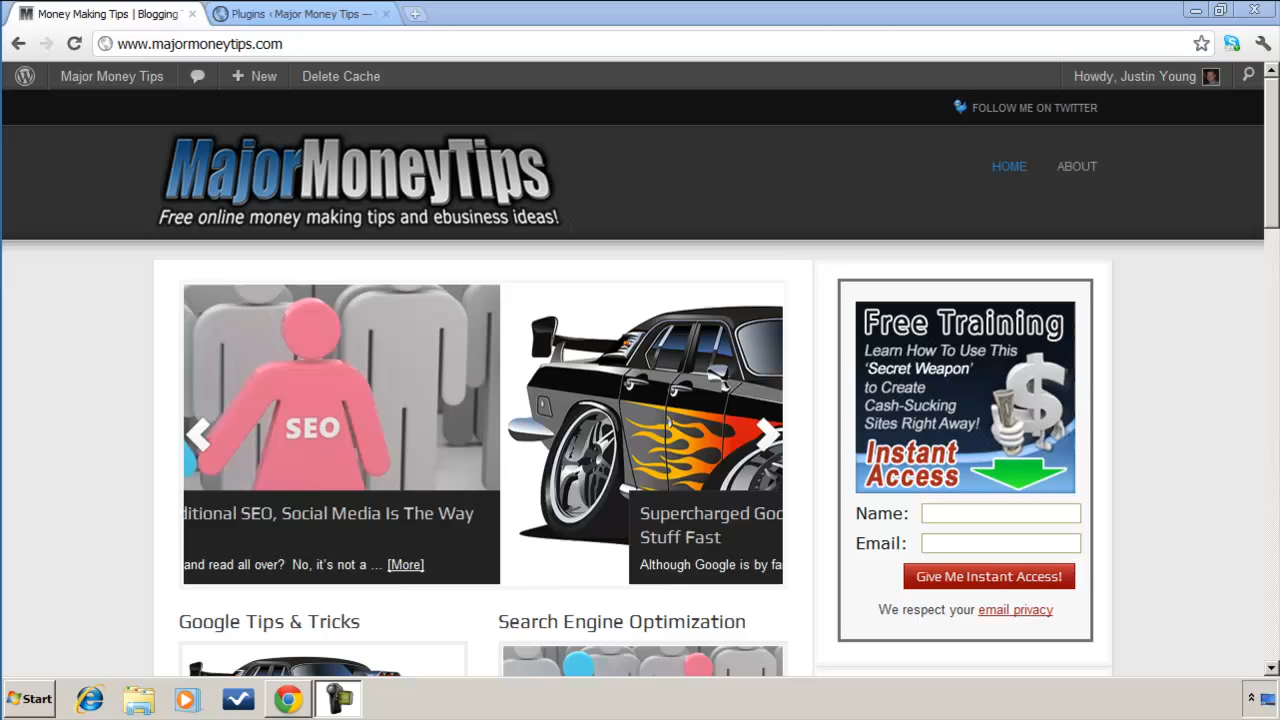 Money Making Tips | Blogging
Plugins ‹ Major Money Tips —
www.majormoneytips.com
Major Money Tips
New
Delete Cache
Howdy, Justin Young
FOLLOW ME ON TWITTER
MajorMoneyTips
Free online money making tips and ebusiness ideas!
HOME
ABOUT
SEO
ditional SEO, Social Media Is The Way
and read all over? No, it's not a ... [More]
Supercharged Goo
Stuff Fast
Although Google is by fa
Free Training
Learn How To Use This
'Secret Weapon'
to Create
Cash-Sucking
Sites Right Away!
Instant
Access
Name:
Email:
Give Me Instant Access!
We respect your email privacy
Google Tips & Tricks
Search Engine Optimization
Start